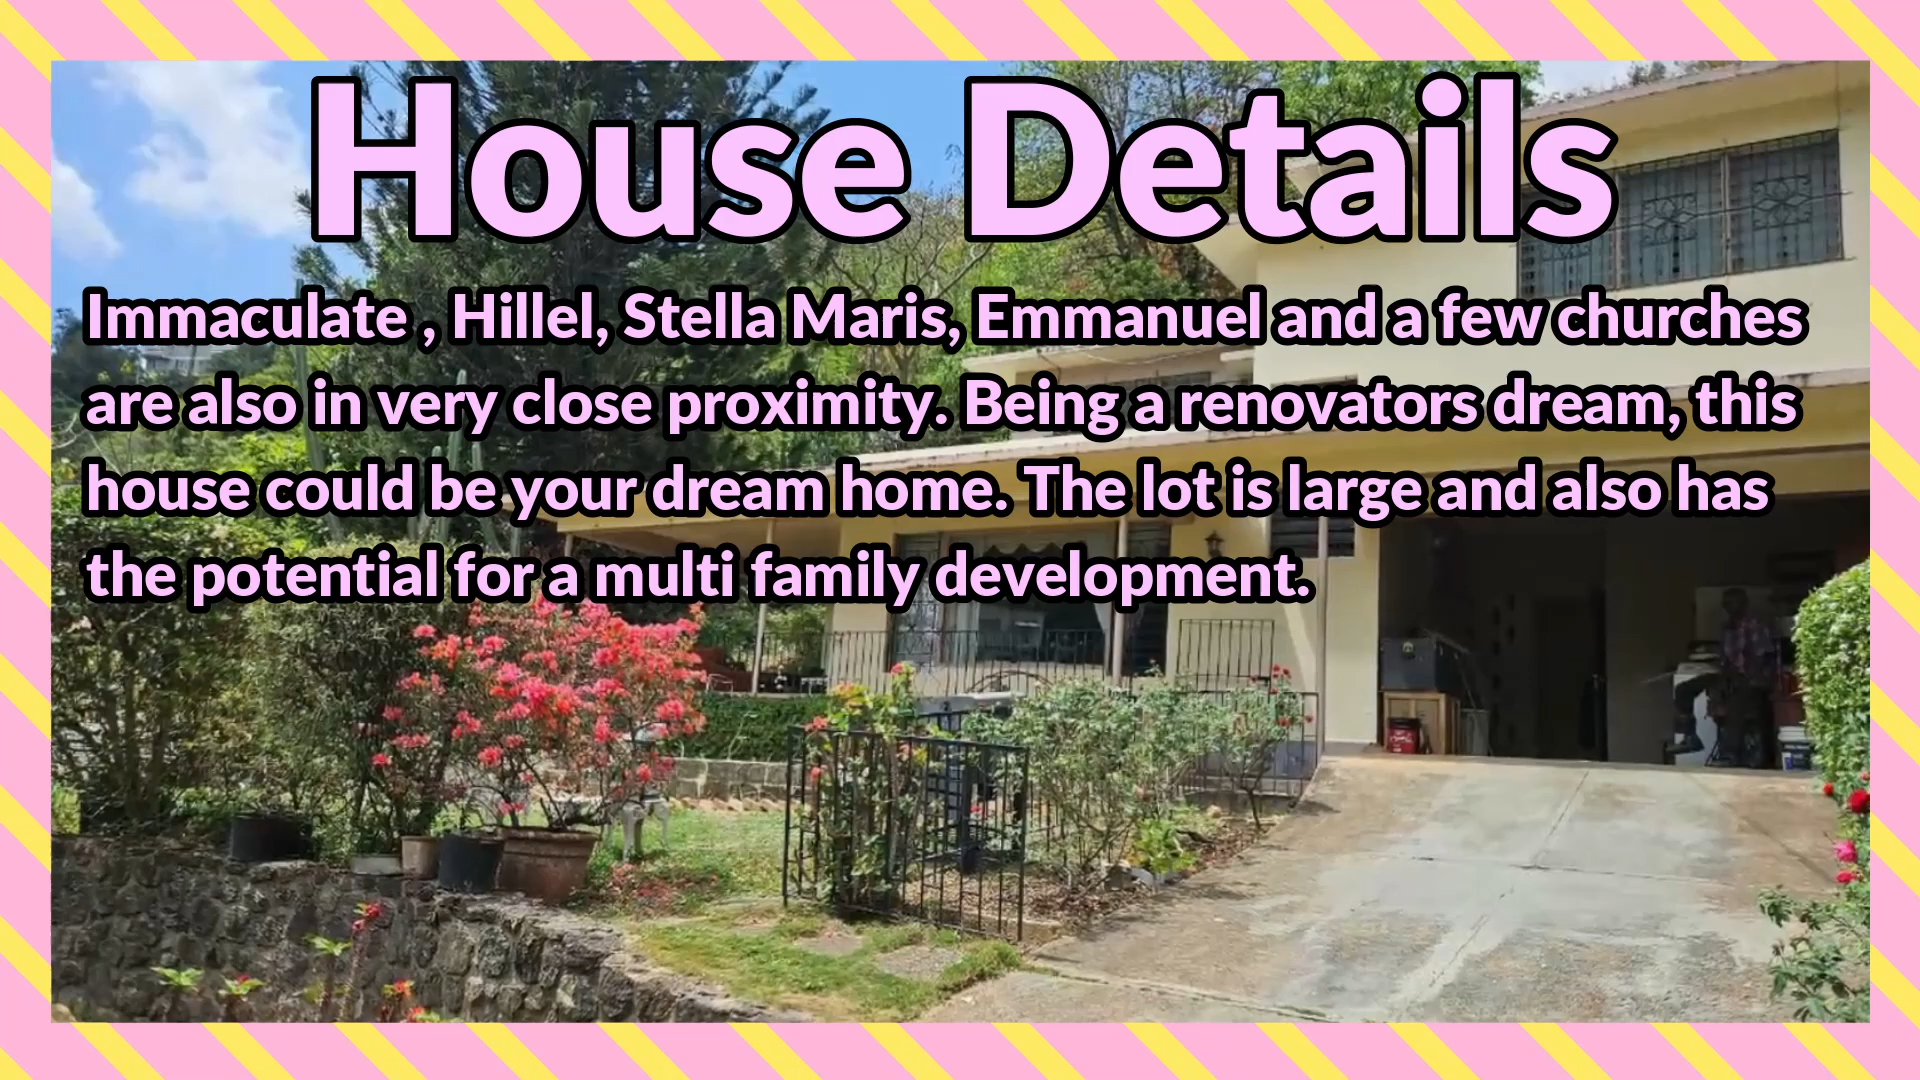 House Details
Immaculate , Hillel, Stella Maris, Emmanuel and a few churches
are also in very close proximity. Being a renovators dream, this
house could be your dream home. The lot is large and also has
the potential for a multi family development.